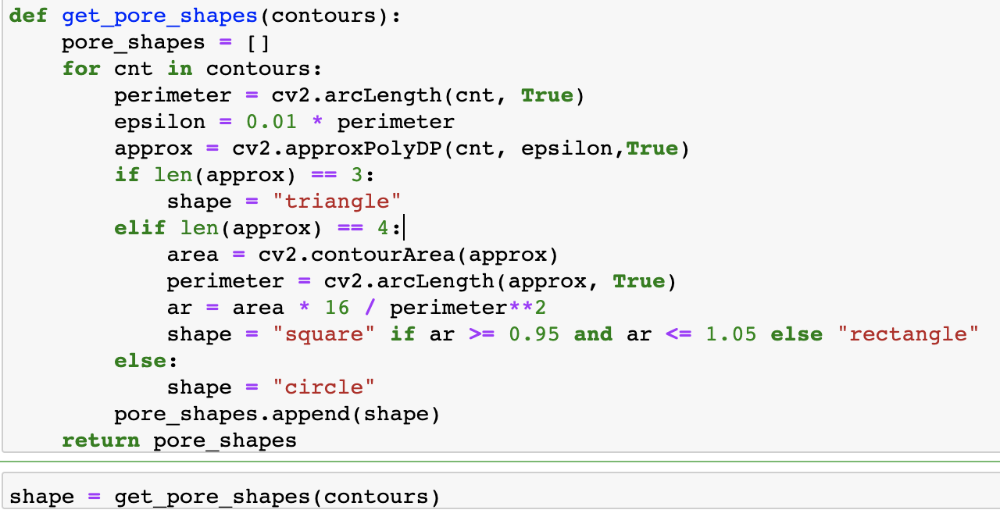 def get_pore_shapes(contours):
    pore_shapes = []
    for cnt in contours:
        perimeter = cv2.arcLength(cnt, True)
        epsilon = 0.01 * perimeter
        approx = cv2.approxPolyDP(cnt, epsilon,True)
        if len(approx) == 3:
            shape = "triangle"
        elif len(approx) == 4:
            area = cv2.contourArea(approx)
            perimeter = cv2.arcLength(approx, True)
            ar = area * 16 / perimeter**2
            shape = "square" if ar >= 0.95 and ar <= 1.05 else "rectangle"
        else:
            shape = "circle"
        pore_shapes.append(shape)
    return pore_shapes
shape = get_pore_shapes(contours)